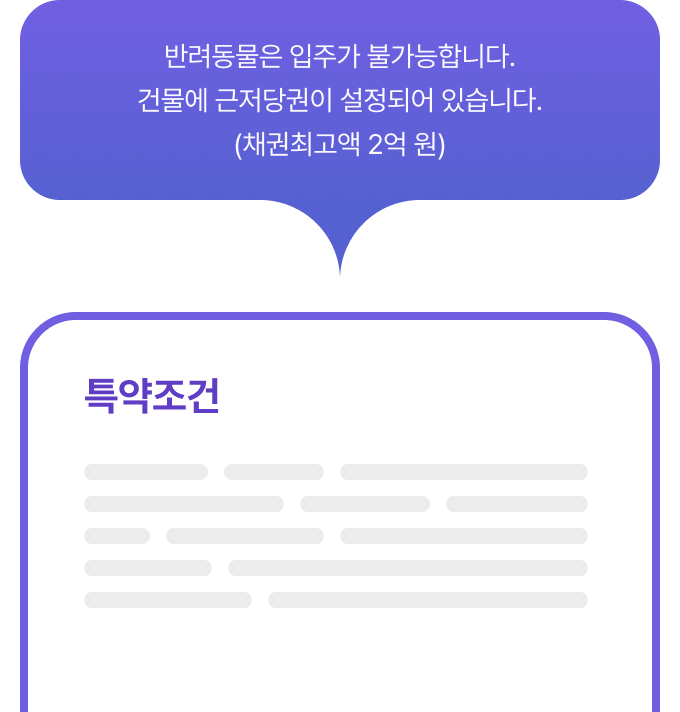 반려동물은 입주가 불가능합니다.
건물에 근저당권이 설정되어 있습니다.
(채권최고액 2억 원)
특약조건